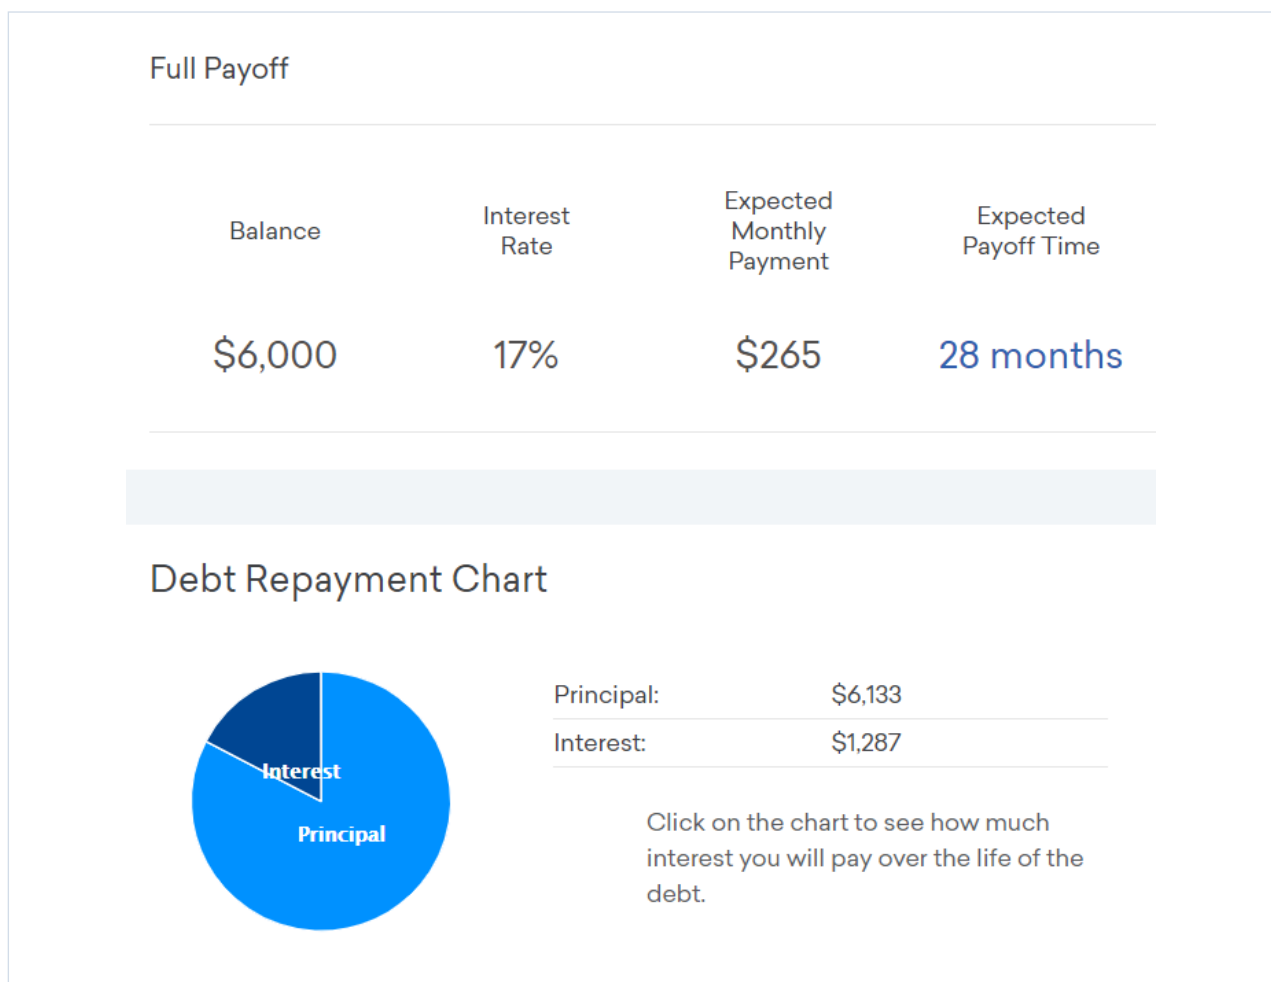 Full Payoff
Balance
Interest
Rate
Expected
Monthly
Payment
Expected
Payoff Time
$6,000
17%
$265
28 months
Debt Repayment Chart
Interest
Principal
Principal: $6,133
Interest: $1,287
Click on the chart to see how much
interest you will pay over the life of the
debt.